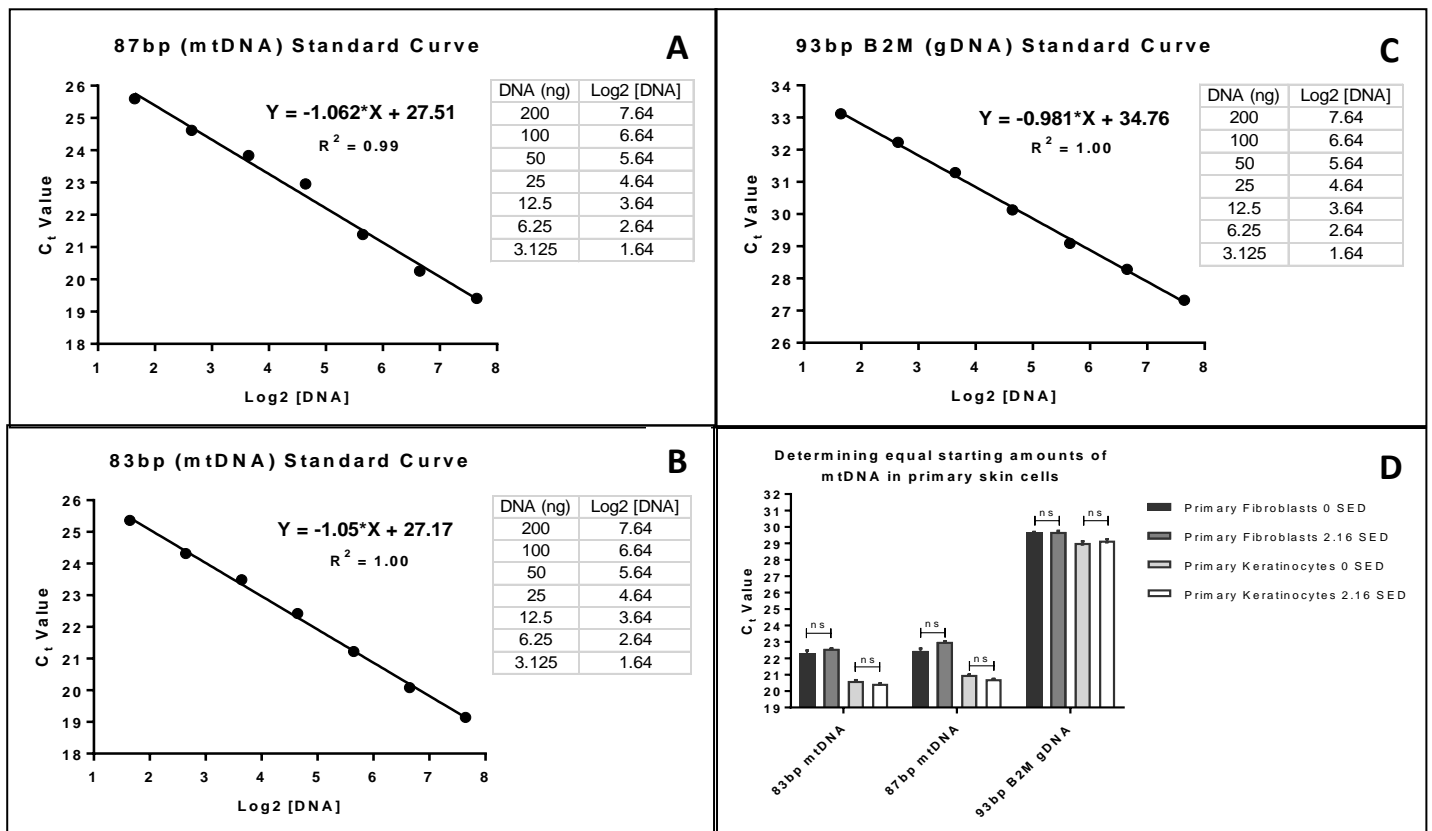 87bp (mtDNA) Standard Curve
A
26
25
24
23
22
21
20
19
18
Ct Value
Y = -1.062*X + 27.51
R2 = 0.99
1 2 3 4 5 6 7 8
Log2 [DNA]
DNA (ng) Log2 [DNA]
200 7.64
100 6.64
50 5.64
25 4.64
12.5 3.64
6.25 2.64
3.125 1.64
93bp B2M (gDNA) Standard Curve
C
34
33
32
31
30
29
28
27
26
Ct Value
Y = -0.981*X + 34.76
R2 = 1.00
1 2 3 4 5 6 7 8
Log2 [DNA]
DNA (ng) Log2 [DNA]
200 7.64
100 6.64
50 5.64
25 4.64
12.5 3.64
6.25 2.64
3.125 1.64
83bp (mtDNA) Standard Curve
B
26
25
24
23
22
21
20
19
18
Ct Value
Y = -1.05*X + 27.17
R2 = 1.00
1 2 3 4 5 6 7 8
Log2 [DNA]
DNA (ng) Log2 [DNA]
200 7.64
100 6.64
50 5.64
25 4.64
12.5 3.64
6.25 2.64
3.125 1.64
Determining equal starting amounts of
mtDNA in primary skin cells
D
32
31
30
29
28
27
26
25
24
23
22
21
20
19
Ct Value
ns ns
ns ns
ns ns
83bp mtDNA
87bp mtDNA
93bp B2M gDNA
Primary Fibroblasts 0 SED
Primary Fibroblasts 2.16 SED
Primary Keratinocytes 0 SED
Primary Keratinocytes 2.16 SED